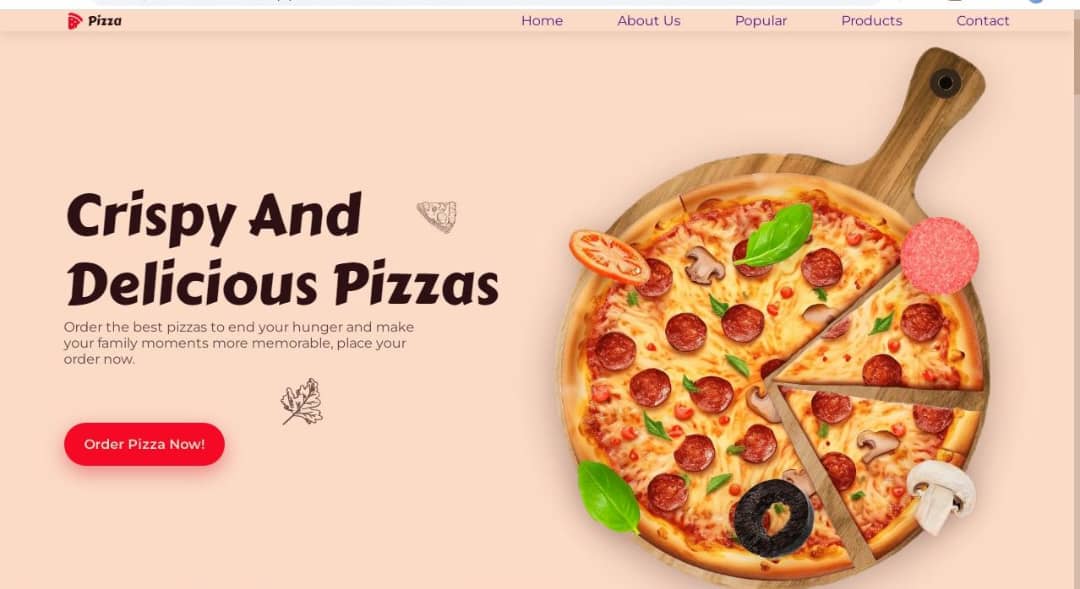 Pizza
Home
About Us
Popular
Products
Contact
Crispy And
Delicious Pizzas
Order the best pizzas to end your hunger and make
your family moments more memorable, place your
order now.
Order Pizza Now!